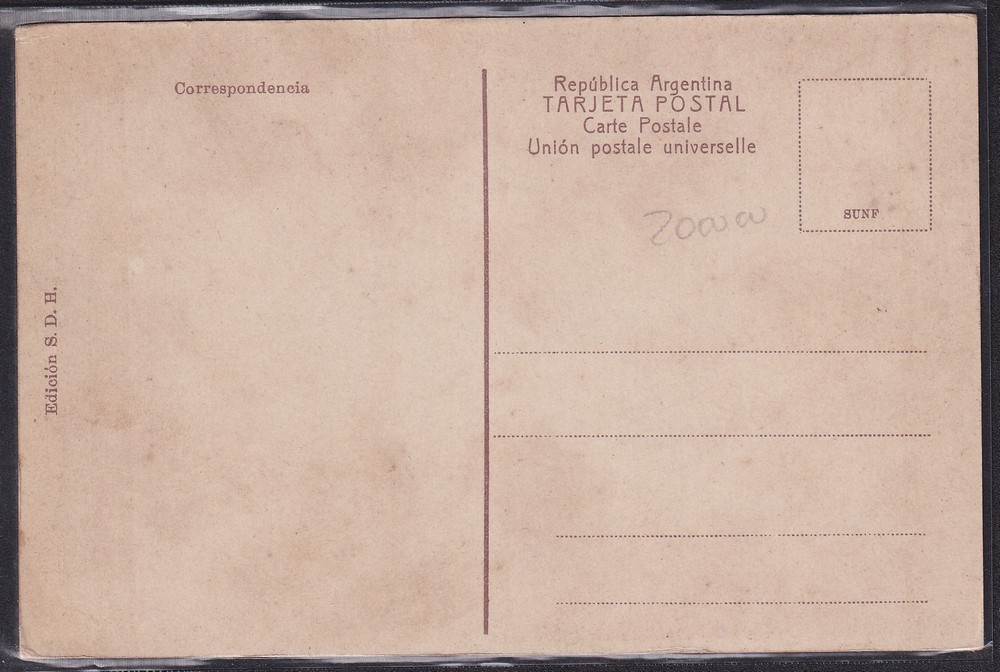 Correspondencia
Edición S. D. H.
República Argentina
TARJETA POSTAL
Carte Postale
Unión postale universelle
SUNF